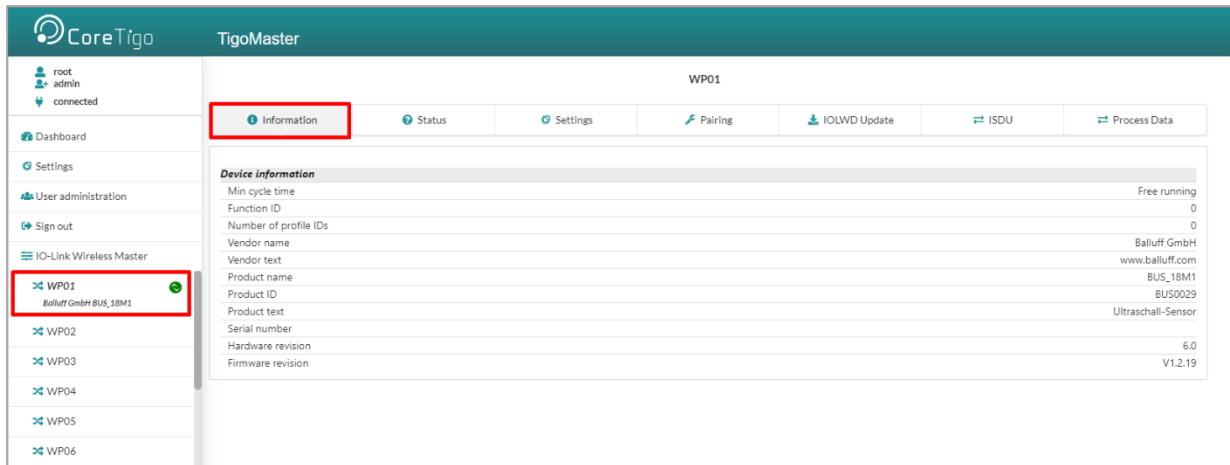 CoreTigo
TigoMaster
root
admin
connected
Dashboard
Settings
User administration
Sign out
IO-Link Wireless Master
WP01
Balluff GmbH BUS_18M1
WP02
WP03
WP04
WP05
WP06
WP01
Information Status Settings Pairing IOLWD Update ISDU Process Data
Device information
Min cycle time Free running
Function ID 0
Number of profile IDs 0
Vendor name Balluff GmbH
Vendor text www.balluff.com
Product name BUS_18M1
Product ID BUS0029
Product text Ultraschall-Sensor
Serial number
Hardware revision 6.0
Firmware revision V1.2.19